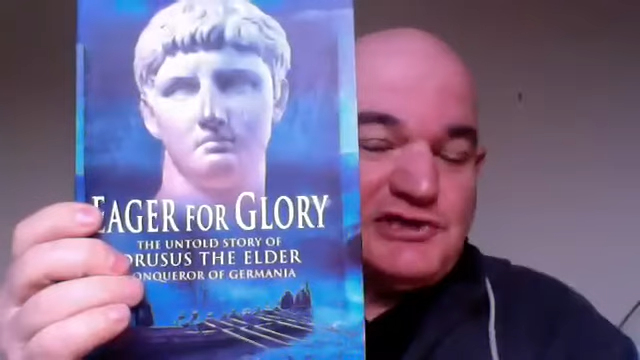 EAGER FOR GLORY
THE UNTOLD STORY OF
DRUSUS THE ELDER
CONQUEROR OF GERMANIA